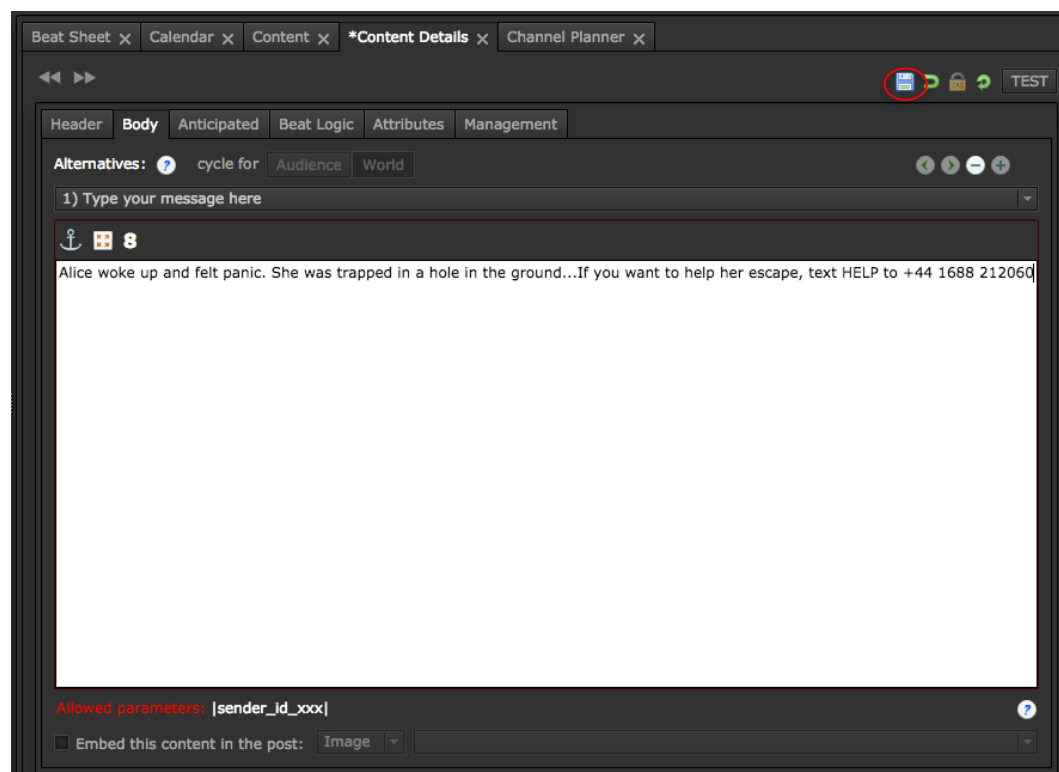 Beat Sheet × Calendar × Content × *Content Details × Channel Planner ×
TEST
Header Body Anticipated Beat Logic Attributes Management
Alternatives: ? cycle for Audience World
1) Type your message here
8
Alice woke up and felt panic. She was trapped in a hole in the ground...If you want to help her escape, text HELP to +44 1688 212060
Allowed parameters: |sender_id_xxx| ?
Embed this content in the post: Image